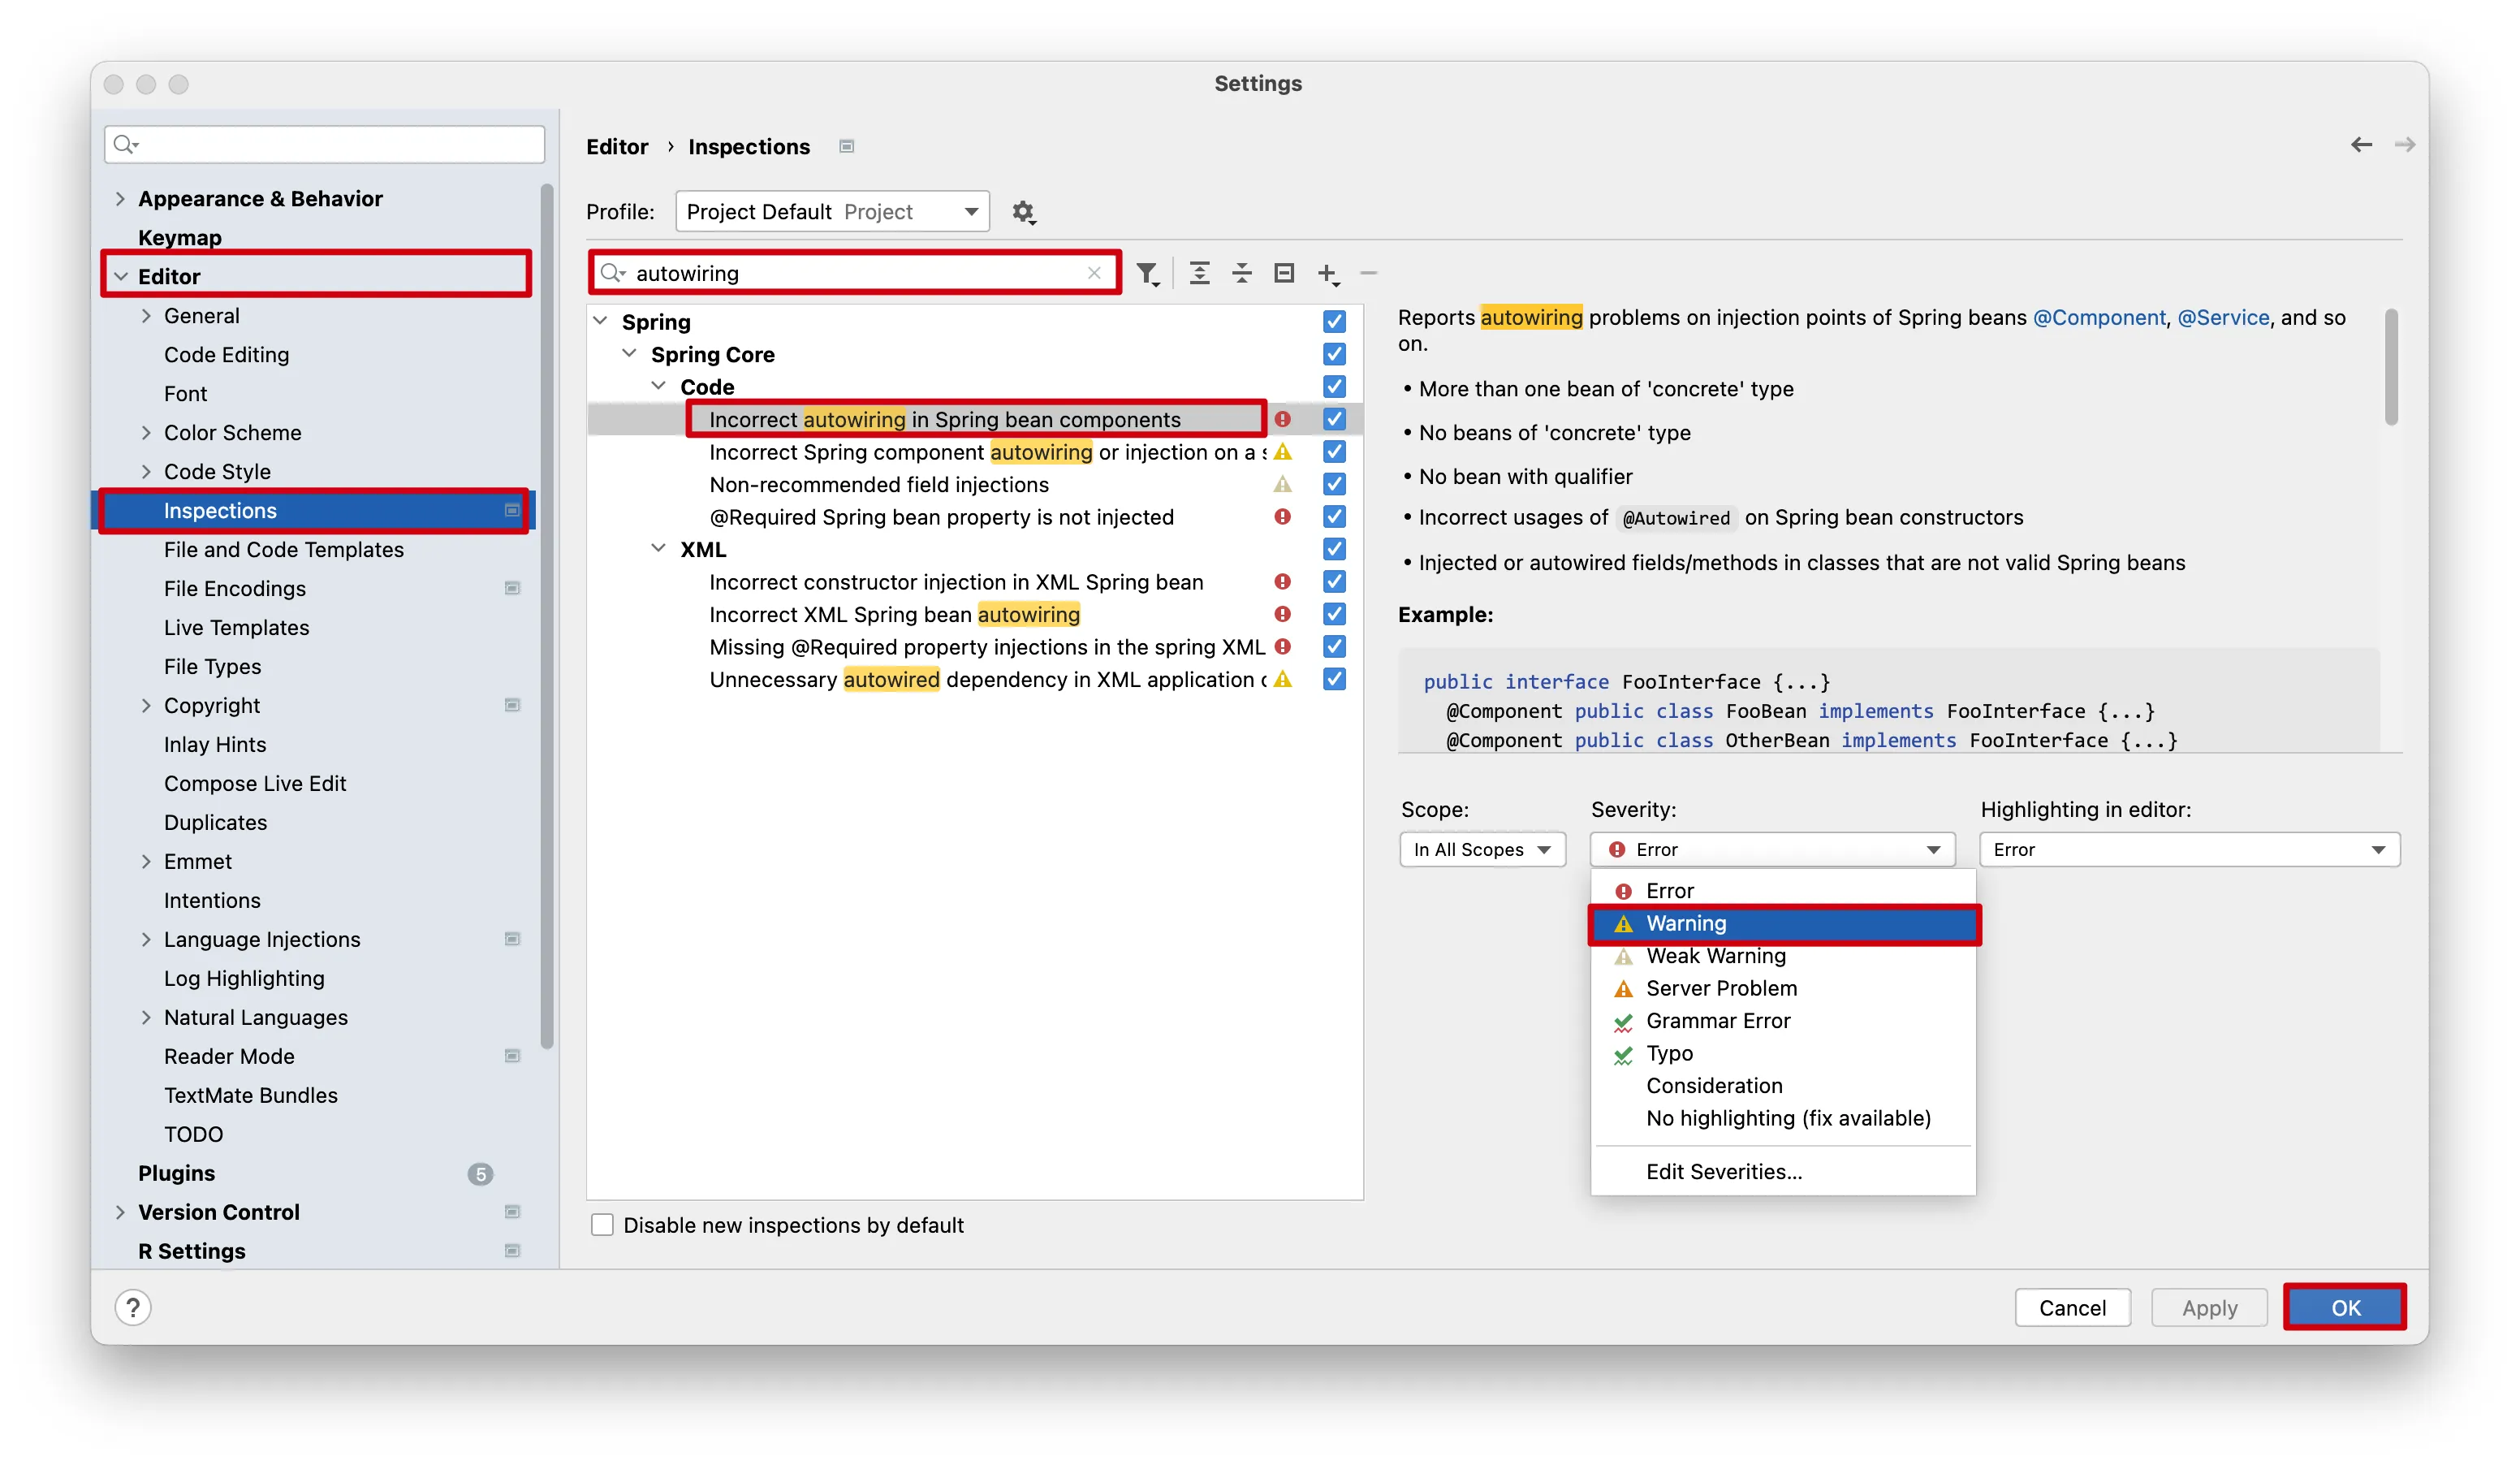 Settings
Appearance & Behavior
Keymap
Editor
General
Code Editing
Font
Color Scheme
Code Style
Inspections
File and Code Templates
File Encodings
Live Templates
File Types
Copyright
Inlay Hints
Compose Live Edit
Duplicates
Emmet
Intentions
Language Injections
Log Highlighting
Natural Languages
Reader Mode
TextMate Bundles
TODO
Plugins 5
Version Control
R Settings
?
Editor › Inspections
Profile: Project Default Project
autowiring
Spring
Spring Core
Code
Incorrect autowiring in Spring bean components
Incorrect Spring component autowiring or injection on a
Non-recommended field injections
@Required Spring bean property is not injected
XML
Incorrect constructor injection in XML Spring bean
Incorrect XML Spring bean autowiring
Missing @Required property injections in the spring XML
Unnecessary autowired dependency in XML application
Disable new inspections by default
Reports autowiring problems on injection points of Spring beans @Component, @Service, and so
on.
• More than one bean of 'concrete' type
• No beans of 'concrete' type
• No bean with qualifier
• Incorrect usages of @Autowired on Spring bean constructors
• Injected or autowired fields/methods in classes that are not valid Spring beans
Example:
public interface FooInterface {...}
@Component public class FooBean implements FooInterface {...}
@Component public class OtherBean implements FooInterface {...}
Scope: Severity: Highlighting in editor:
In All Scopes Error Error
Error
Warning
Weak Warning
Server Problem
Grammar Error
Typo
Consideration
No highlighting (fix available)
Edit Severities...
Cancel Apply OK